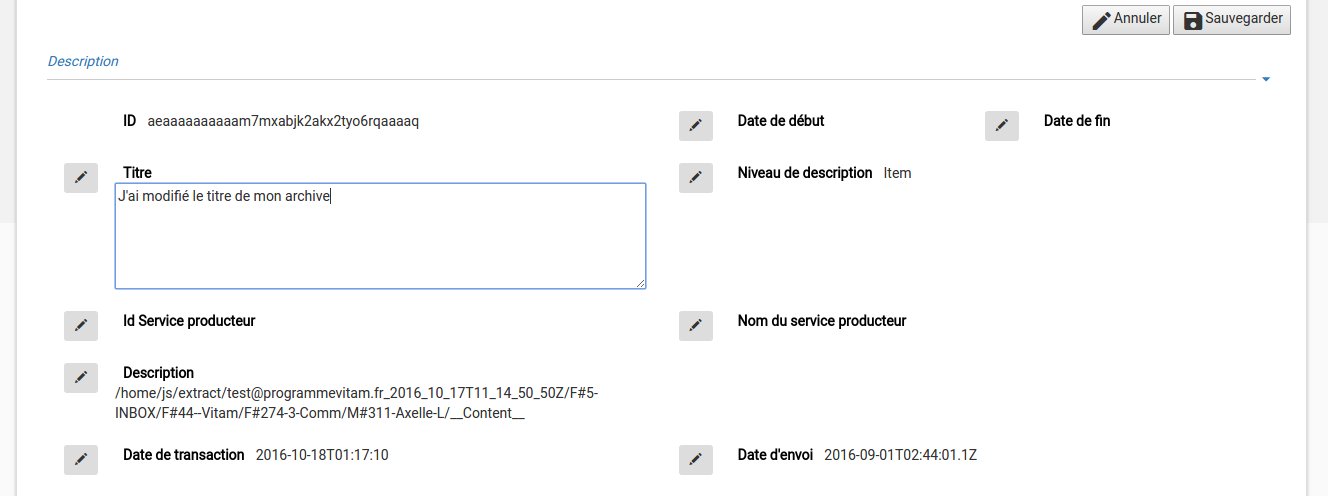 Annuler Sauvegarder
Description
ID aeaaaaaaaaaam7mxabjk2akx2tyo6rqaaaaq Date de début Date de fin
Titre Niveau de description Item
J'ai modifié le titre de mon archive
Id Service producteur Nom du service producteur
Description
/home/js/extract/test@programmevitam.fr_2016_10_17T11_14_50_50Z/F#5-
INBOX/F#44--Vitam/F#274-3-Comm/M#311-Axelle-L/__Content__
Date de transaction 2016-10-18T01:17:10 Date d'envoi 2016-09-01T02:44:01.1Z